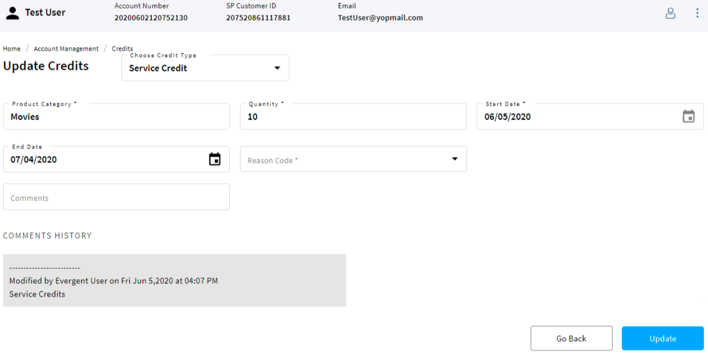 Test User
Account Number
20200602120752130
SP Customer ID
207520861117881
Email
TestUser@yopmail.com
Home / Account Management / Credits
Update Credits
Choose Credit Type
Service Credit
Product Category *
Movies
Quantity *
10
Start Date *
06/05/2020
End Date
07/04/2020
Reason Code *
Comments
COMMENTS HISTORY
-------------------------
Modified by Evergent User on Fri Jun 5,2020 at 04:07 PM
Service Credits
Go Back
Update